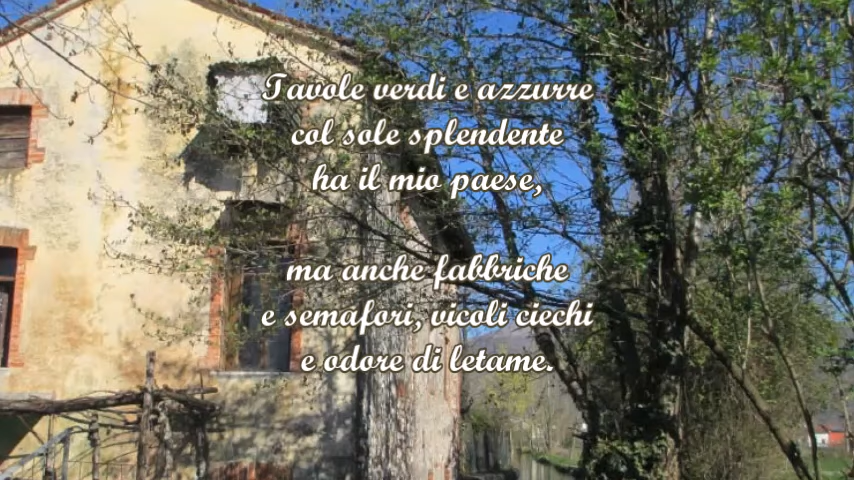 Tavole verdi e azzurre
col sole splendente
ha il mio paese,
ma anche fabbriche
e semafori, vicoli ciechi
e odore di letame.